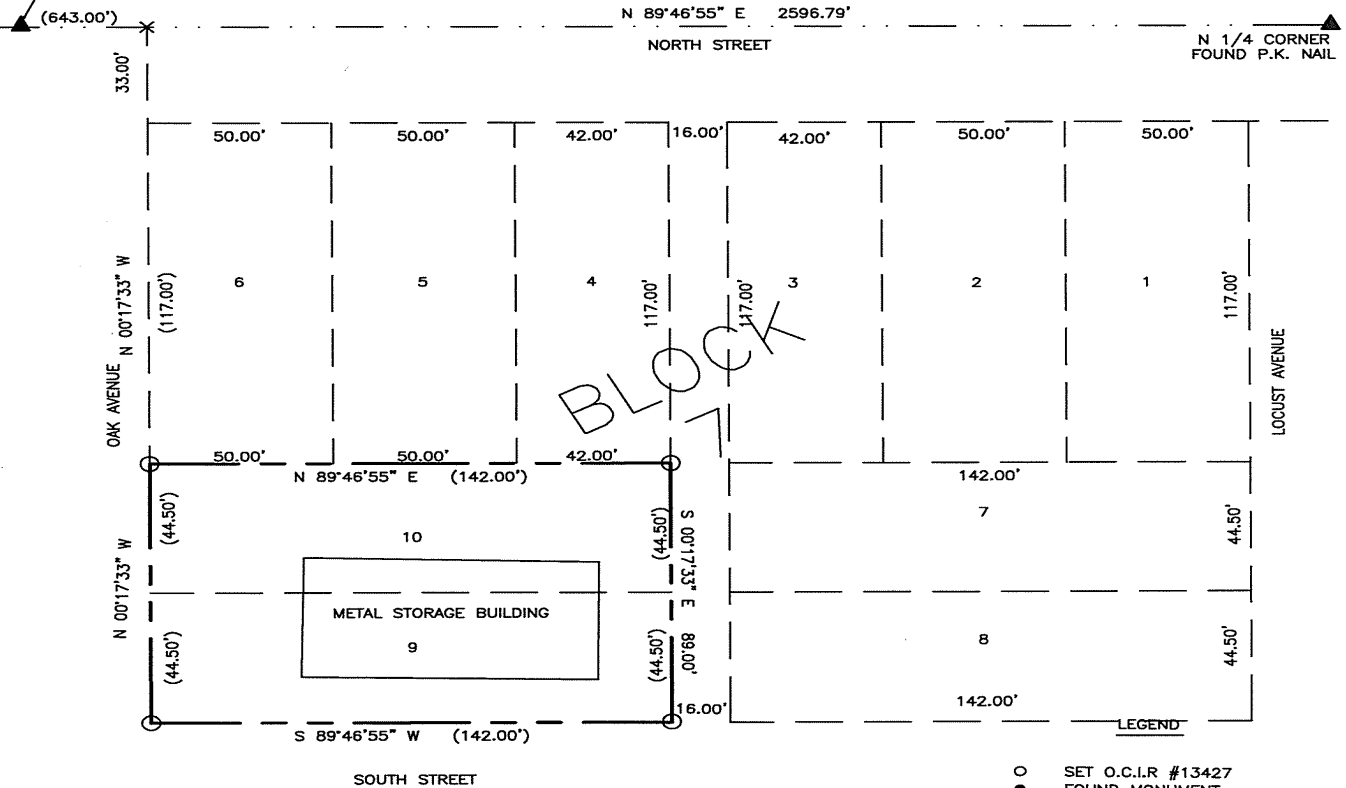 (643.00')
N 89°46'55" E 2596.79'
NORTH STREET
N 1/4 CORNER
FOUND P.K. NAIL
33.00'
50.00'
50.00'
42.00'
16.00'
42.00'
50.00'
50.00'
OAK AVENUE
N 00°17'33" W
(117.00')
6
5
4
117.00'
117.00'
3
2
1
117.00'
LOCUST AVENUE
BLOCK
7
50.00'
50.00'
42.00'
N 89°46'55" E (142.00')
142.00'
N 00°17'33" W
(44.50')
10
(44.50')
S 00°17'33" E 89.00'
7
44.50'
METAL STORAGE BUILDING
(44.50')
9
(44.50')
8
44.50'
16.00'
142.00'
S 89°46'55" W (142.00')
LEGEND
SOUTH STREET
SET O.C.I.R #13427
FOUND MONUMENT